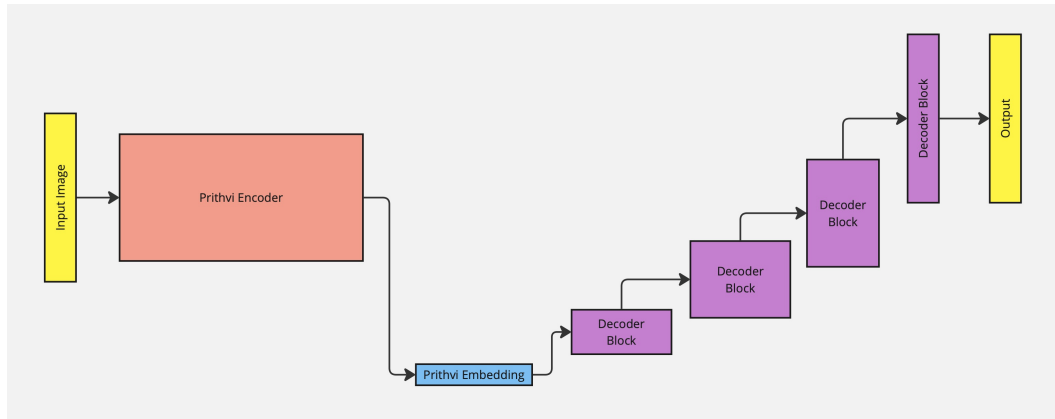 Input Image
Prithvi Encoder
Prithvi Embedding
Decoder
Block
Decoder
Block
Decoder
Block
Decoder Block
Output